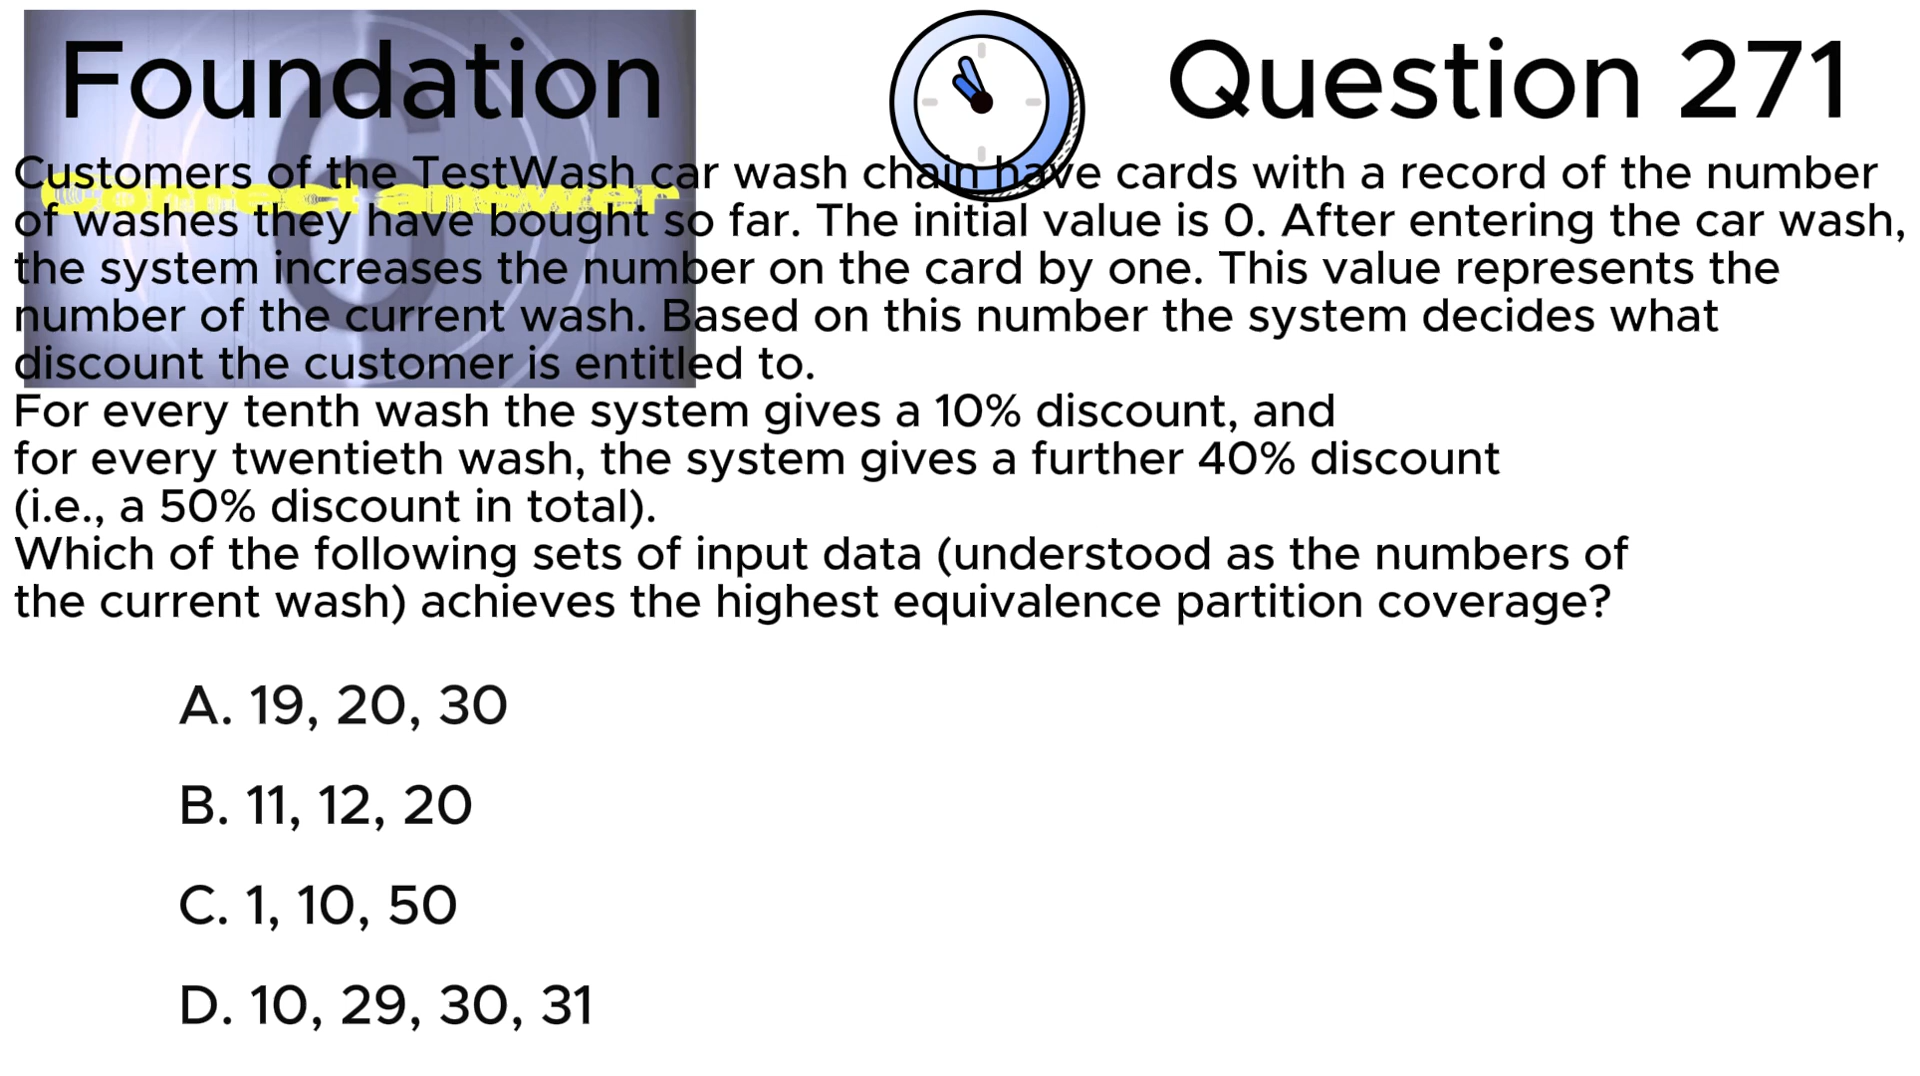 Foundation
Question 271
Correct answer
Customers of the TestWash car wash chain have cards with a record of the number
of washes they have bought so far. The initial value is 0. After entering the car wash,
the system increases the number on the card by one. This value represents the
number of the current wash. Based on this number the system decides what
discount the customer is entitled to.
For every tenth wash the system gives a 10% discount, and
for every twentieth wash, the system gives a further 40% discount
(i.e., a 50% discount in total).
Which of the following sets of input data (understood as the numbers of
the current wash) achieves the highest equivalence partition coverage?
A. 19, 20, 30
B. 11, 12, 20
C. 1, 10, 50
D. 10, 29, 30, 31
6